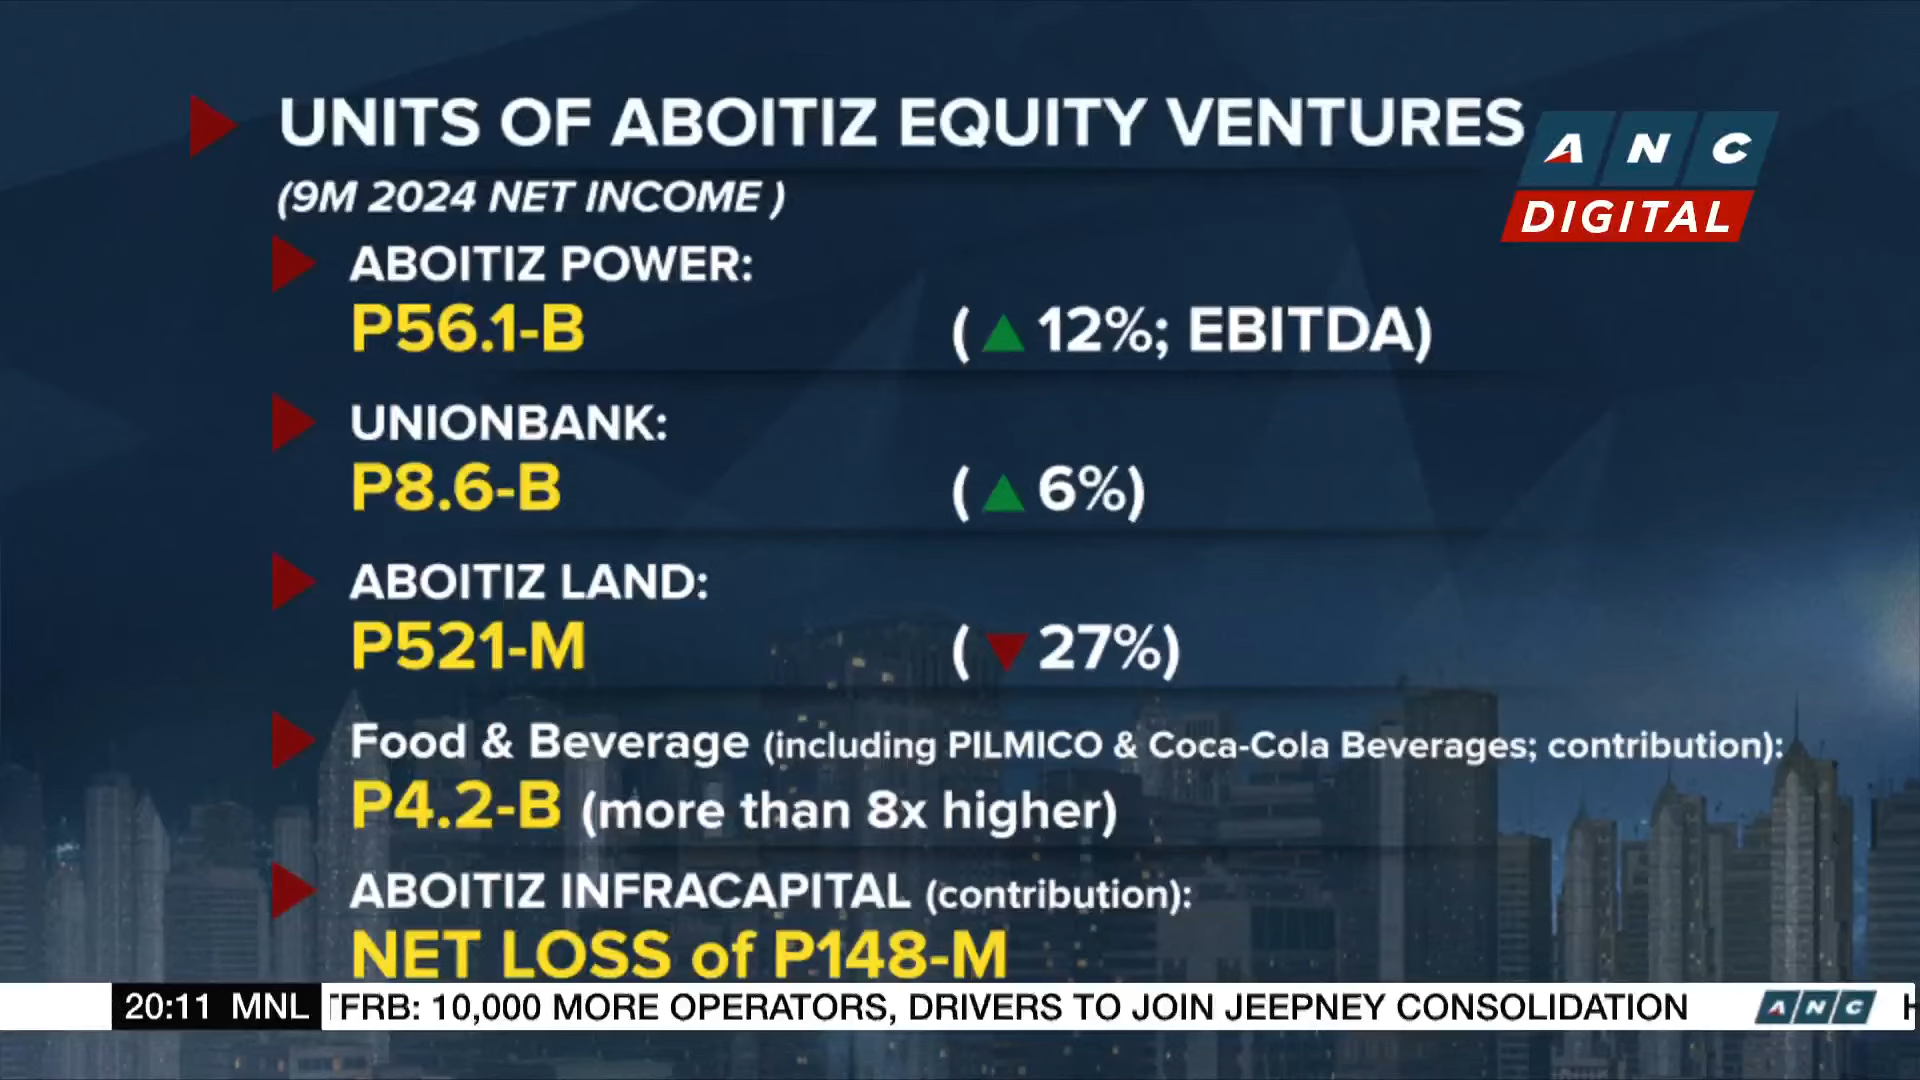 UNITS OF ABOITIZ EQUITY VENTURES
ANC
DIGITAL
(9M 2024 NET INCOME )
ABOITIZ POWER:
P56.1-B (▲ 12%; EBITDA)
UNIONBANK:
P8.6-B (▲ 6%)
ABOITIZ LAND:
P521-M (▼ 27%)
Food & Beverage (including PILMICO & Coca-Cola Beverages; contribution):
P4.2-B (more than 8x higher)
ABOITIZ INFRACAPITAL (contribution):
NET LOSS of P148-M
20:11 MNL TFRB: 10,000 MORE OPERATORS, DRIVERS TO JOIN JEEPNEY CONSOLIDATION ANC H